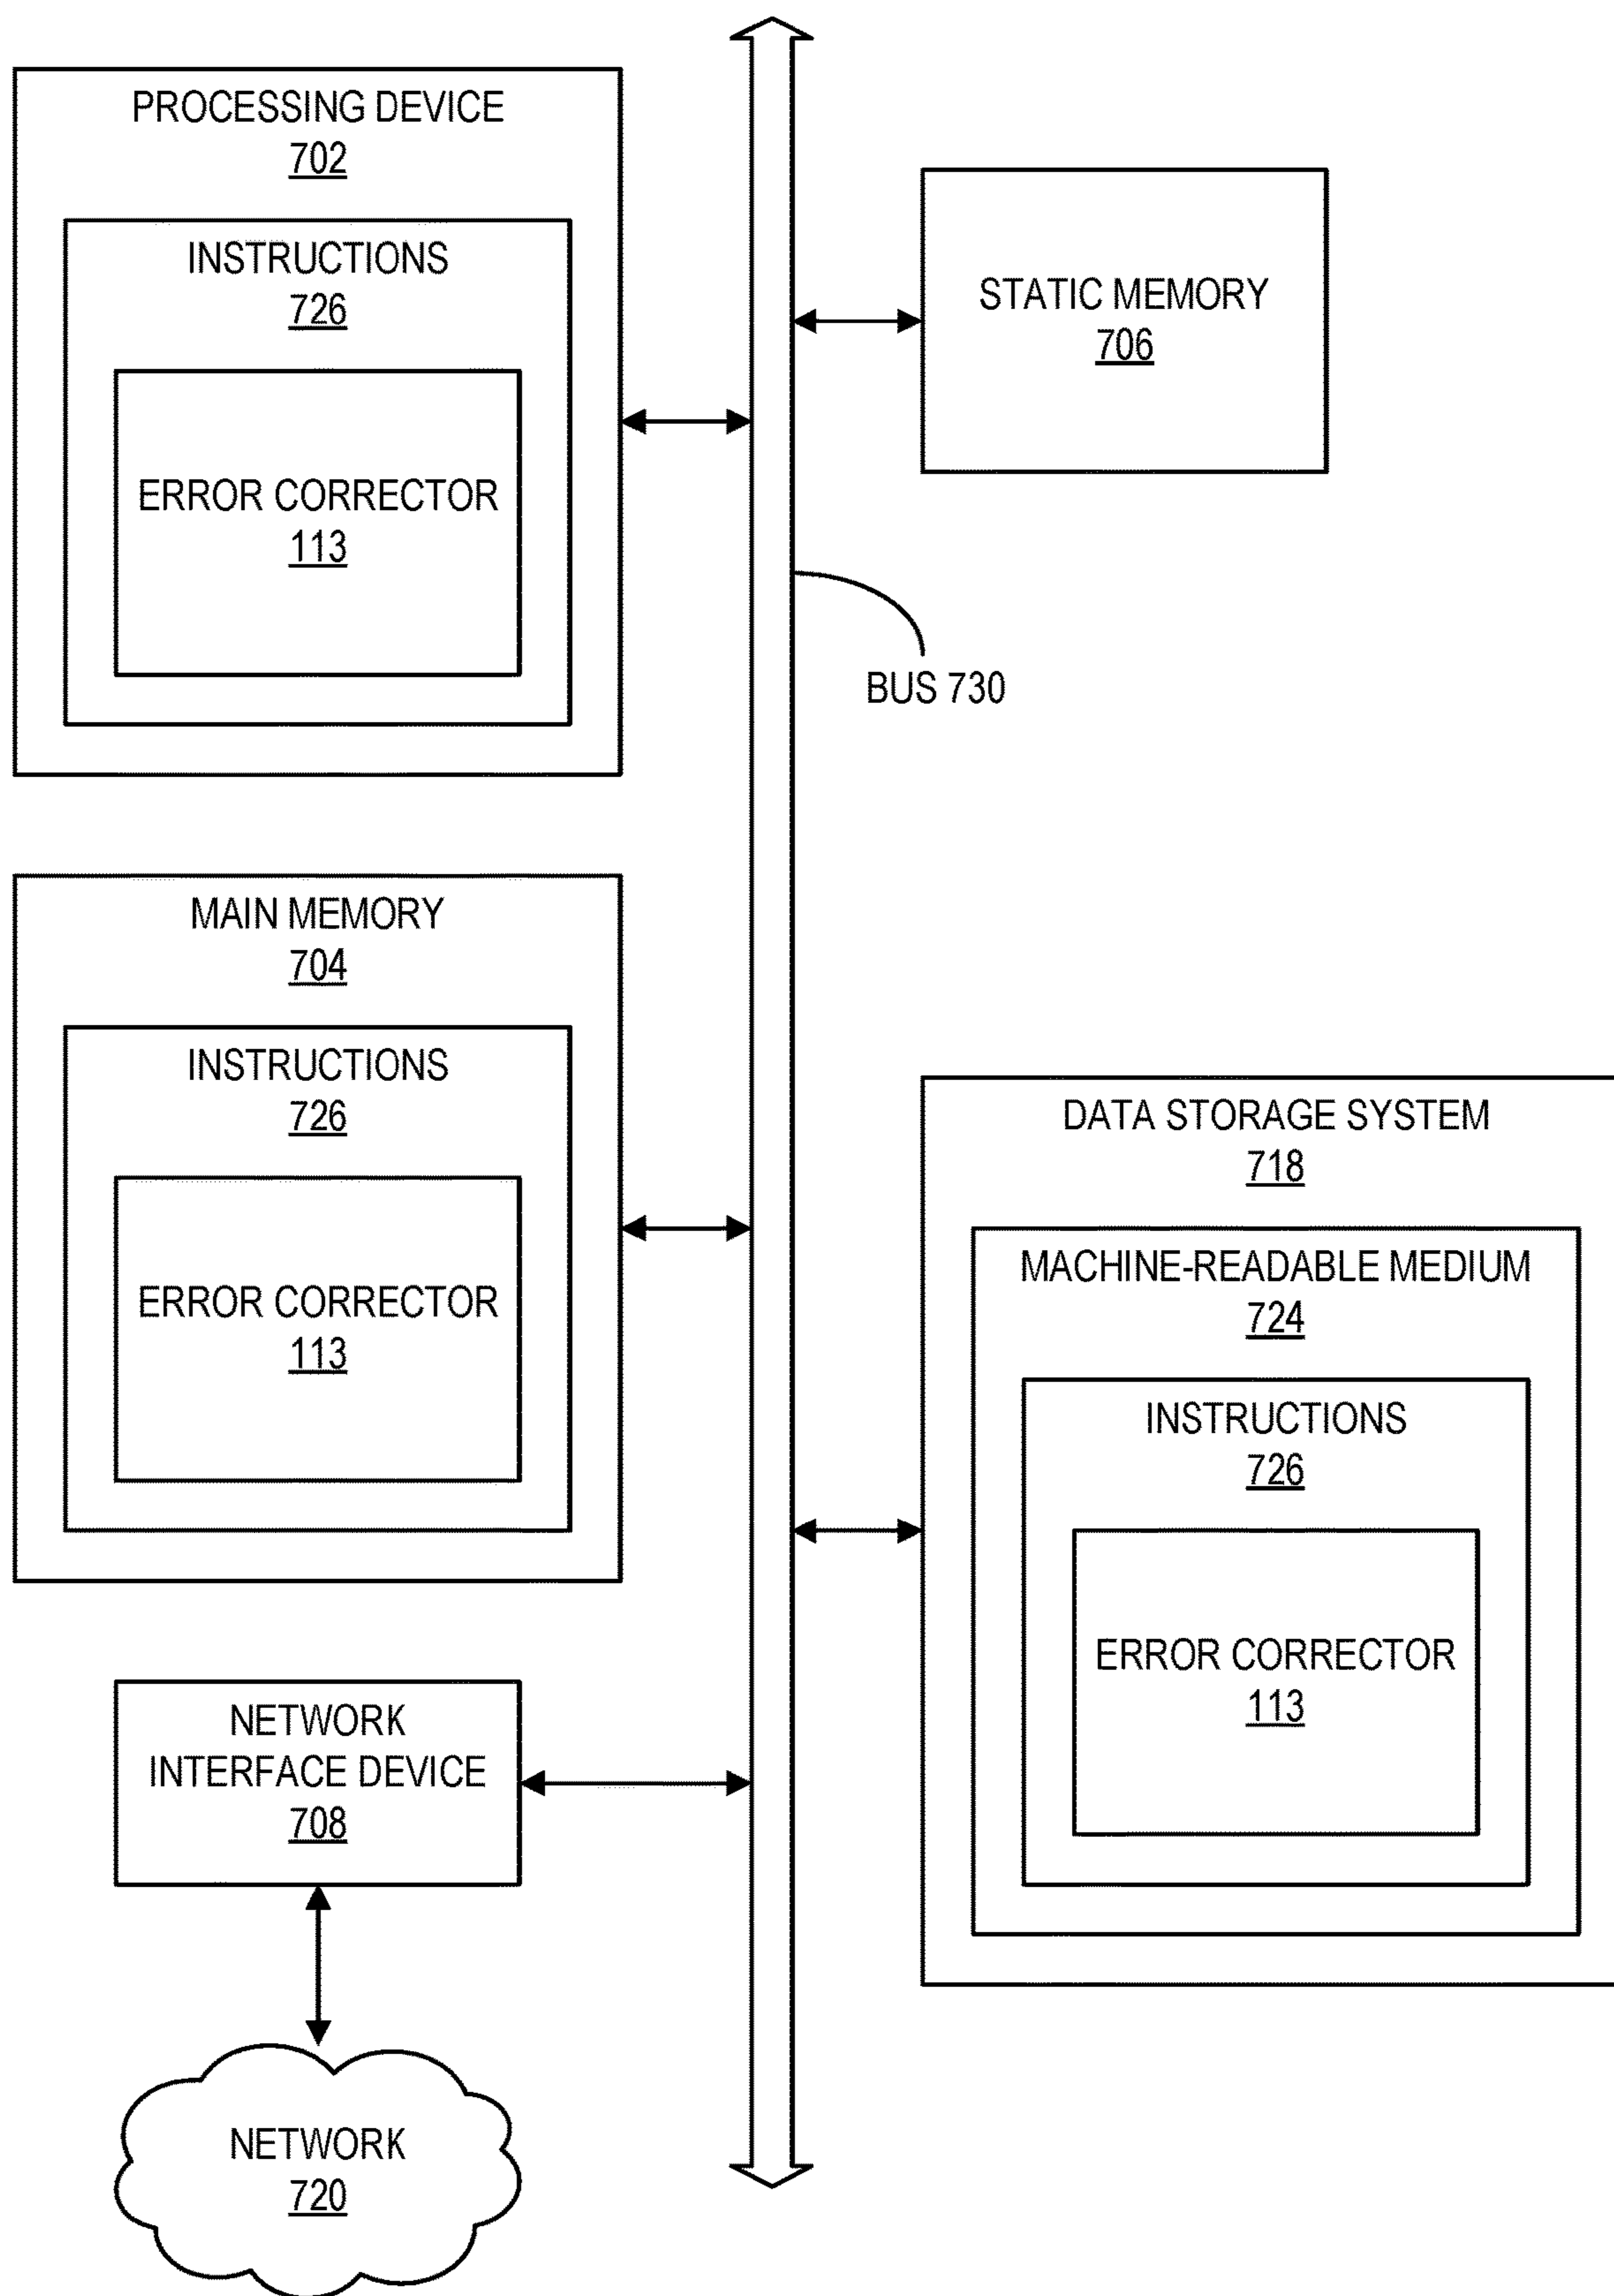 PROCESSING DEVICE
702
INSTRUCTIONS
726
ERROR CORRECTOR
113
STATIC MEMORY
706
BUS 730
MAIN MEMORY
704
INSTRUCTIONS
726
ERROR CORRECTOR
113
DATA STORAGE SYSTEM
718
MACHINE-READABLE MEDIUM
724
INSTRUCTIONS
726
ERROR CORRECTOR
113
NETWORK
INTERFACE DEVICE
708
NETWORK
720